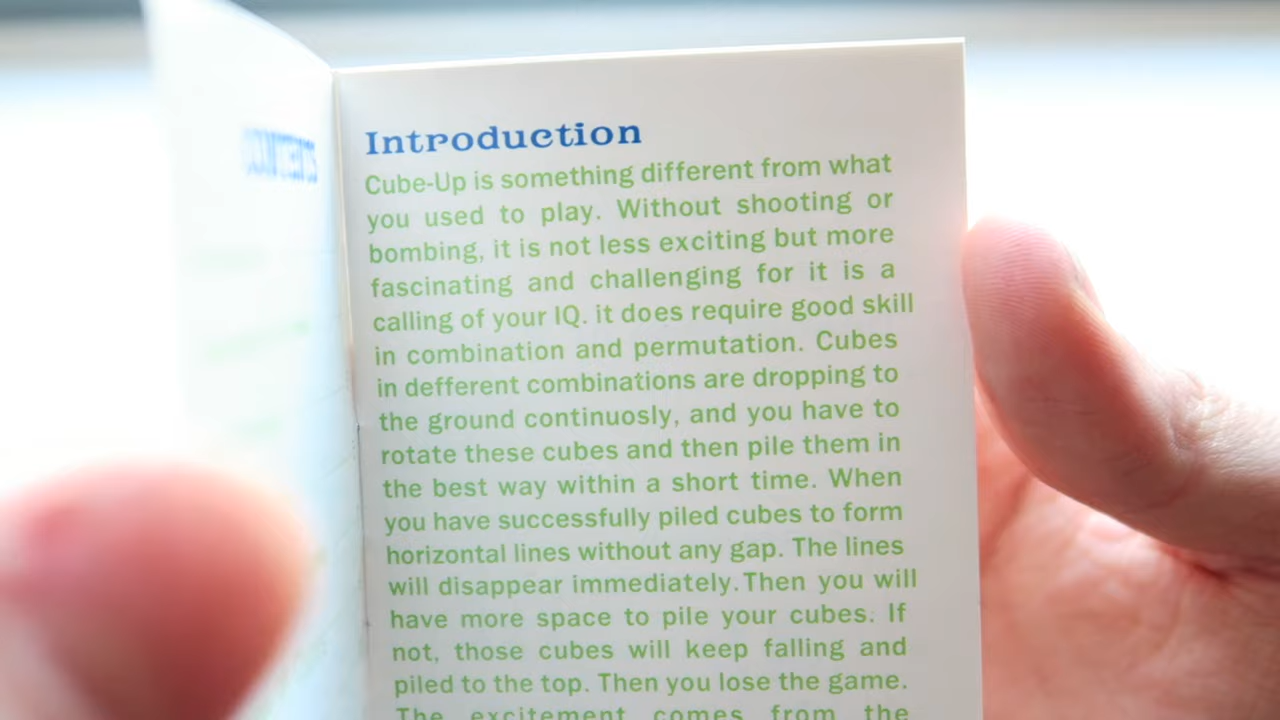 CONTENTS
Introduction
Cube-Up is something different from what
you used to play. Without shooting or
bombing, it is not less exciting but more
fascinating and challenging for it is a
calling of your IQ. it does require good skill
in combination and permutation. Cubes
in defferent combinations are dropping to
the ground continuosly, and you have to
rotate these cubes and then pile them in
the best way within a short time. When
you have successfully piled cubes to form
horizontal lines without any gap. The lines
will disappear immediately. Then you will
have more space to pile your cubes. If
not, those cubes will keep falling and
piled to the top. Then you lose the game.
The excitement comes from the